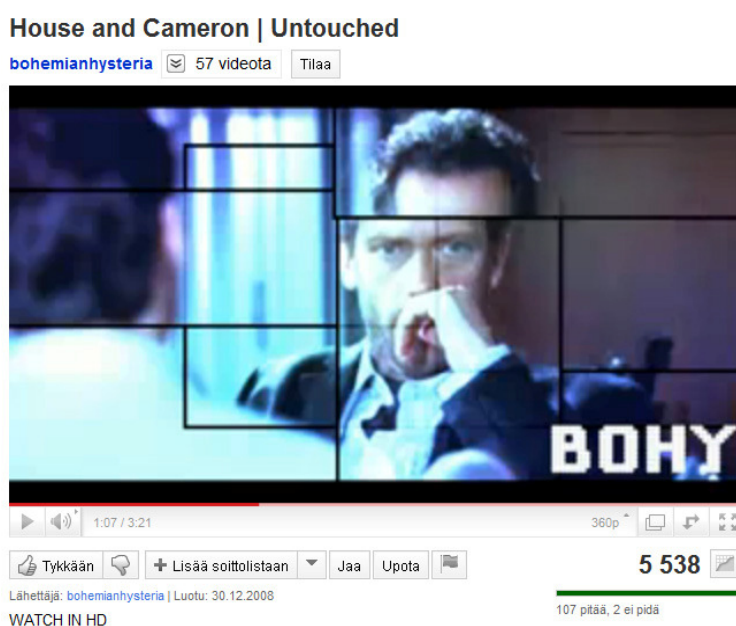 House and Cameron | Untouched
bohemianhysteria 57 videota Tilaa
BOHY
1:07 / 3:21 360p
Tykkään Lisää soittolistaan Jaa Upota 5 538
Lähettäjä: bohemianhysteria | Luotu: 30.12.2008
107 pitää, 2 ei pidä
WATCH IN HD